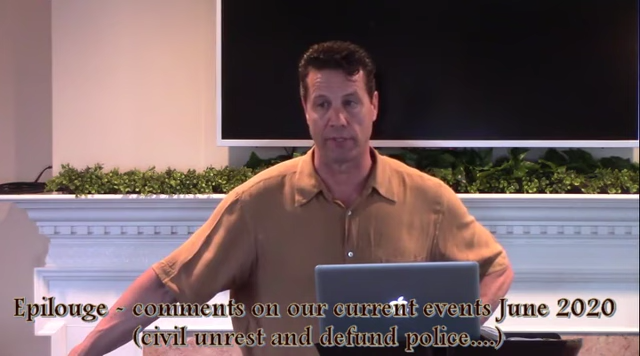 Epilouge - comments on our current events June 2020
(civil unrest and defund police....)